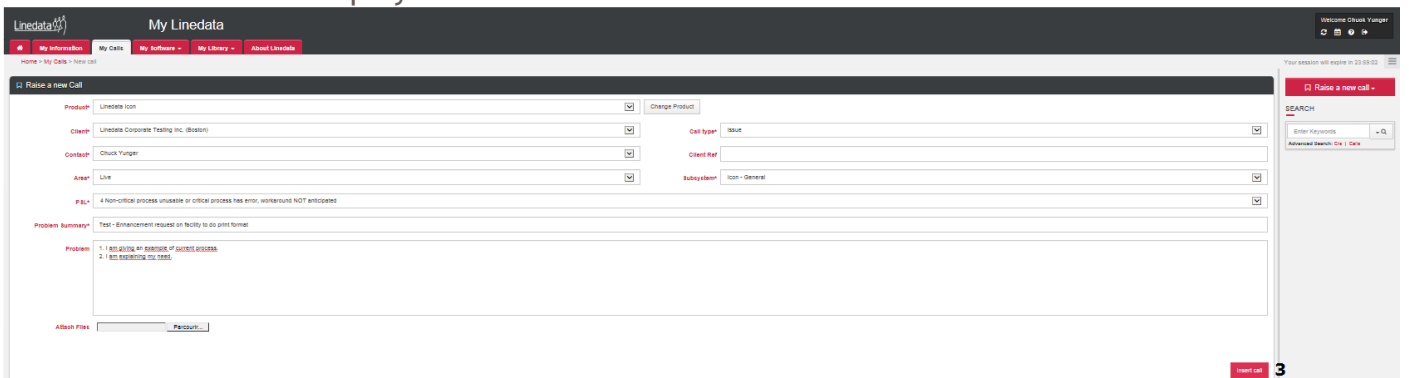 Linedata
My Linedata
Welcome Chuck Yunger
My Information My Calls My Software My Library About Linedata
Home > My Calls > New call
Your session will expire in 23:59:02
Raise a new Call
Raise a new call
Product* Linedata Icon Change Product
SEARCH
Client* Linedata Corporate Testing Inc. (Boston) Call type* Issue
Enter Keywords
Advanced Search: Crs | Calls
Contact* Chuck Yunger Client Ref
Area* Live Subsystem* Icon - General
PSL* 4 Non-critical process unusable or critical process has error, workaround NOT anticipated
Problem Summary* Test - Enhancement request on facility to do print format
Problem 1. I am giving an example of current process.
2. I am explaining my need.
Attach Files Parcourir...
Insert call 3